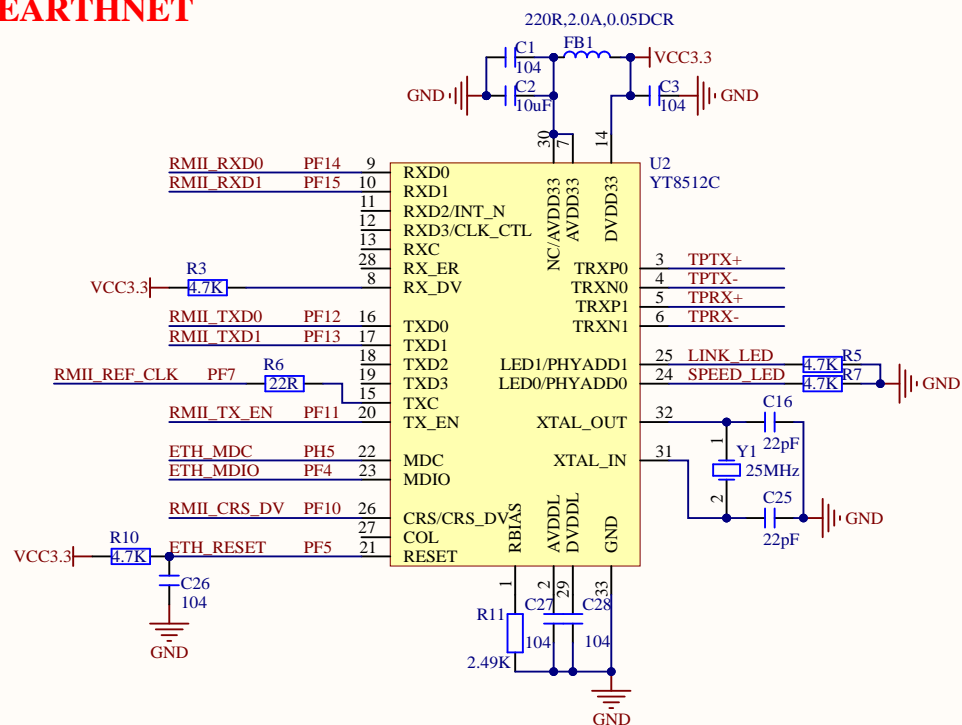 EARTHNET
220R,2.0A,0.05DCR
FB1
C1
104
VCC3.3
GND
C2
10uF
C3
104
GND
30
7
14
U2
YT8512C
RMII_RXD0 PF14 9 RXD0
RMII_RXD1 PF15 10 RXD1
11 RXD2/INT_N
12 RXD3/CLK_CTL
13 RXC
28 RX_ER
VCC3.3 R3 4.7K 8 RX_DV
NC/AVDD33
AVDD33
DVDD33
TRXP0 3 TPTX+
TRXN0 4 TPTX-
TRXP1 5 TPRX+
TRXN1 6 TPRX-
RMII_TXD0 PF12 16 TXD0
RMII_TXD1 PF13 17 TXD1
18 TXD2
19 TXD3
RMII_REF_CLK PF7 R6 22R 15 TXC
RMII_TX_EN PF11 20 TX_EN
LED1/PHYADD1 25 LINK_LED 4.7K R5
LED0/PHYADD0 24 SPEED_LED 4.7K R7
GND
XTAL_OUT 32
C16
22pF
1
Y1
25MHz
2
XTAL_IN 31
C25
22pF
GND
ETH_MDC PH5 22 MDC
ETH_MDIO PF4 23 MDIO
RMII_CRS_DV PF10 26 CRS/CRS_DV
27 COL
VCC3.3 R10 4.7K ETH_RESET PF5 21 RESET
C26
104
GND
RBIAS
AVDDL
DVDDL
GND
1
2
29
33
R11
2.49K
C27
104
C28
104
GND